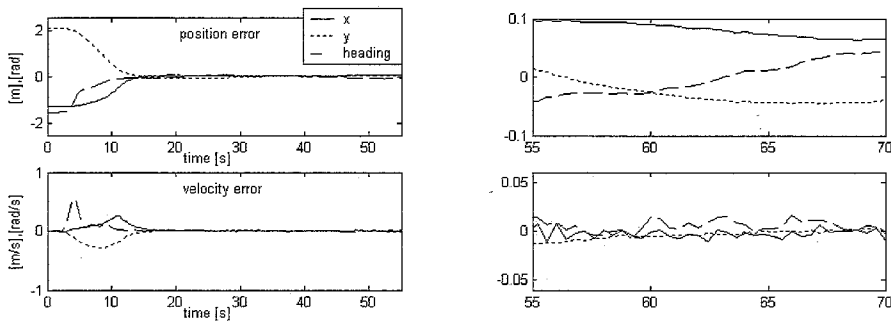 position error
x
y
heading
[m],[rad]
2
0
-2
0 10 20 30 40 50
time [s]
0.1
0
-0.1
55 60 65 70
velocity error
[m/s],[rad/s]
1
0
-1
0 10 20 30 40 50
time [s]
0.05
0
-0.05
55 60 65 70